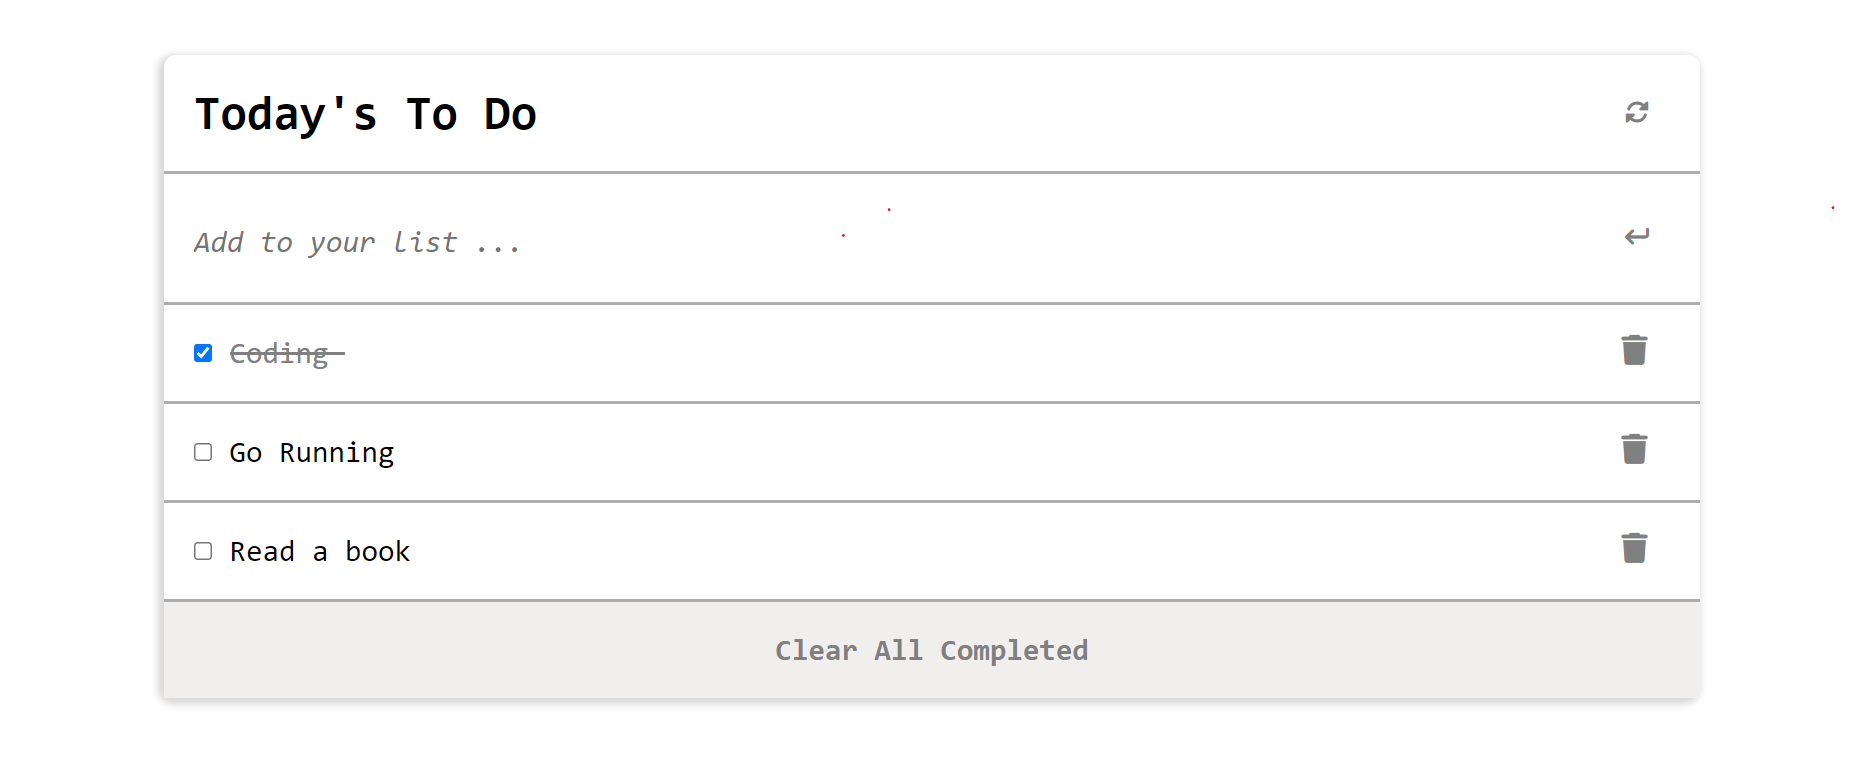 Today's To Do
Add to your list ...
Coding
Go Running
Read a book
Clear All Completed